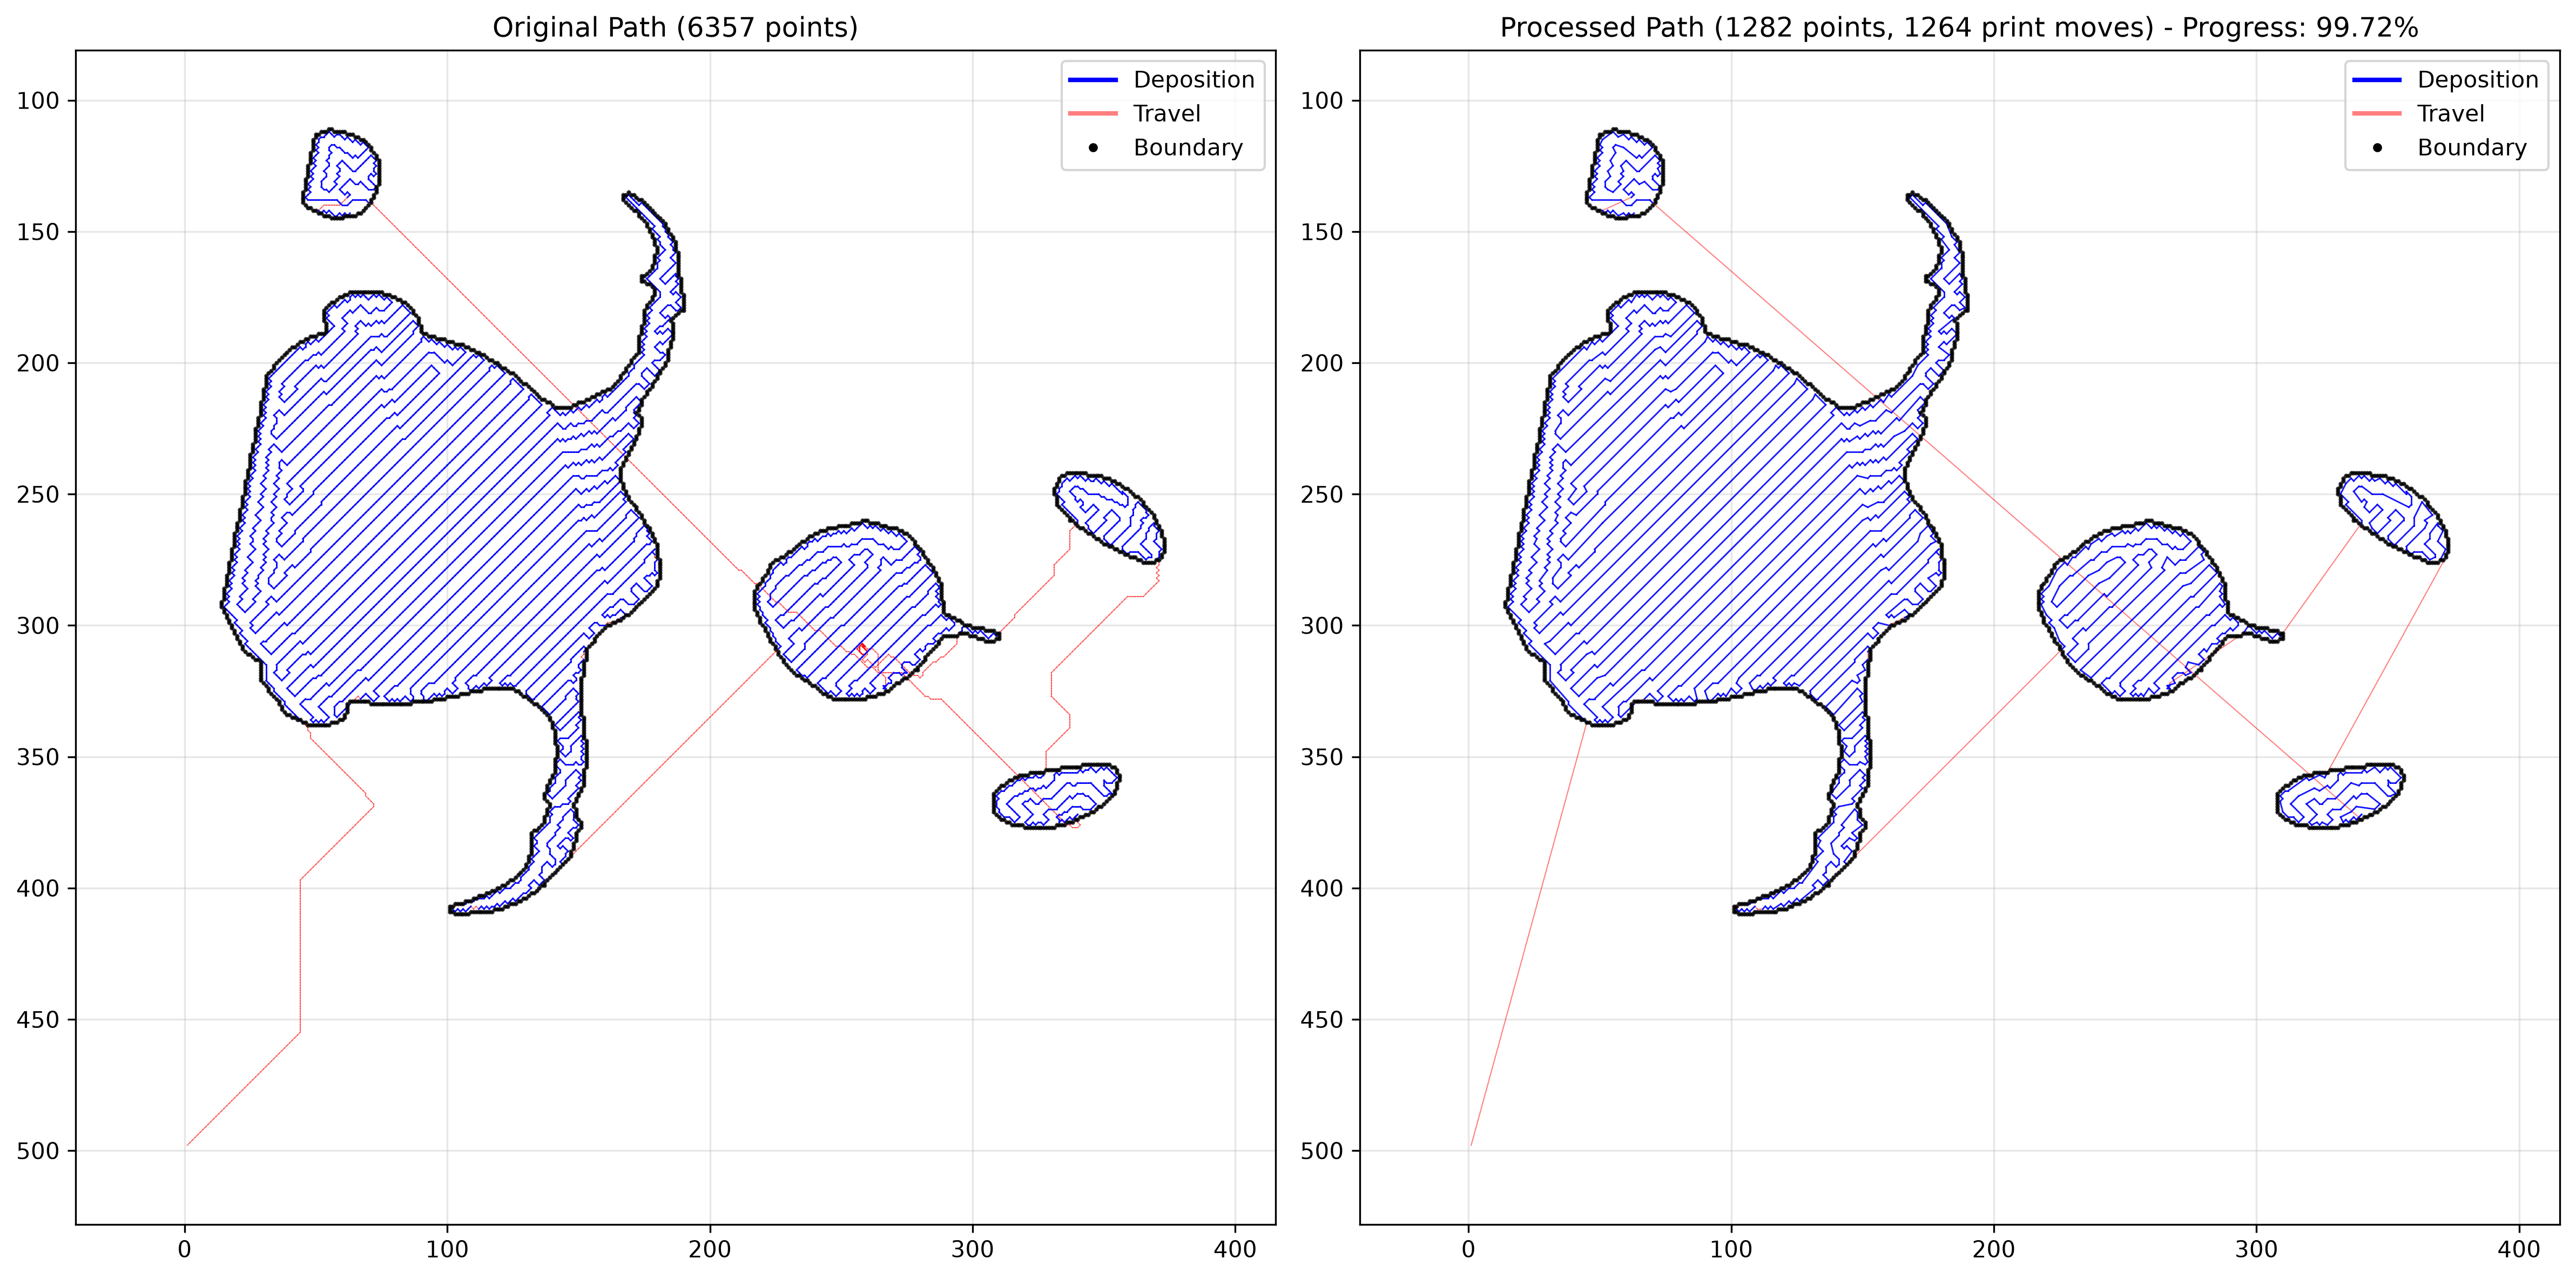 Original Path (6357 points)
Deposition
Travel
Boundary
100
150
200
250
300
350
400
450
500
0 100 200 300 400
Processed Path (1282 points, 1264 print moves) - Progress: 99.72%
Deposition
Travel
Boundary
100
150
200
250
300
350
400
450
500
0 100 200 300 400